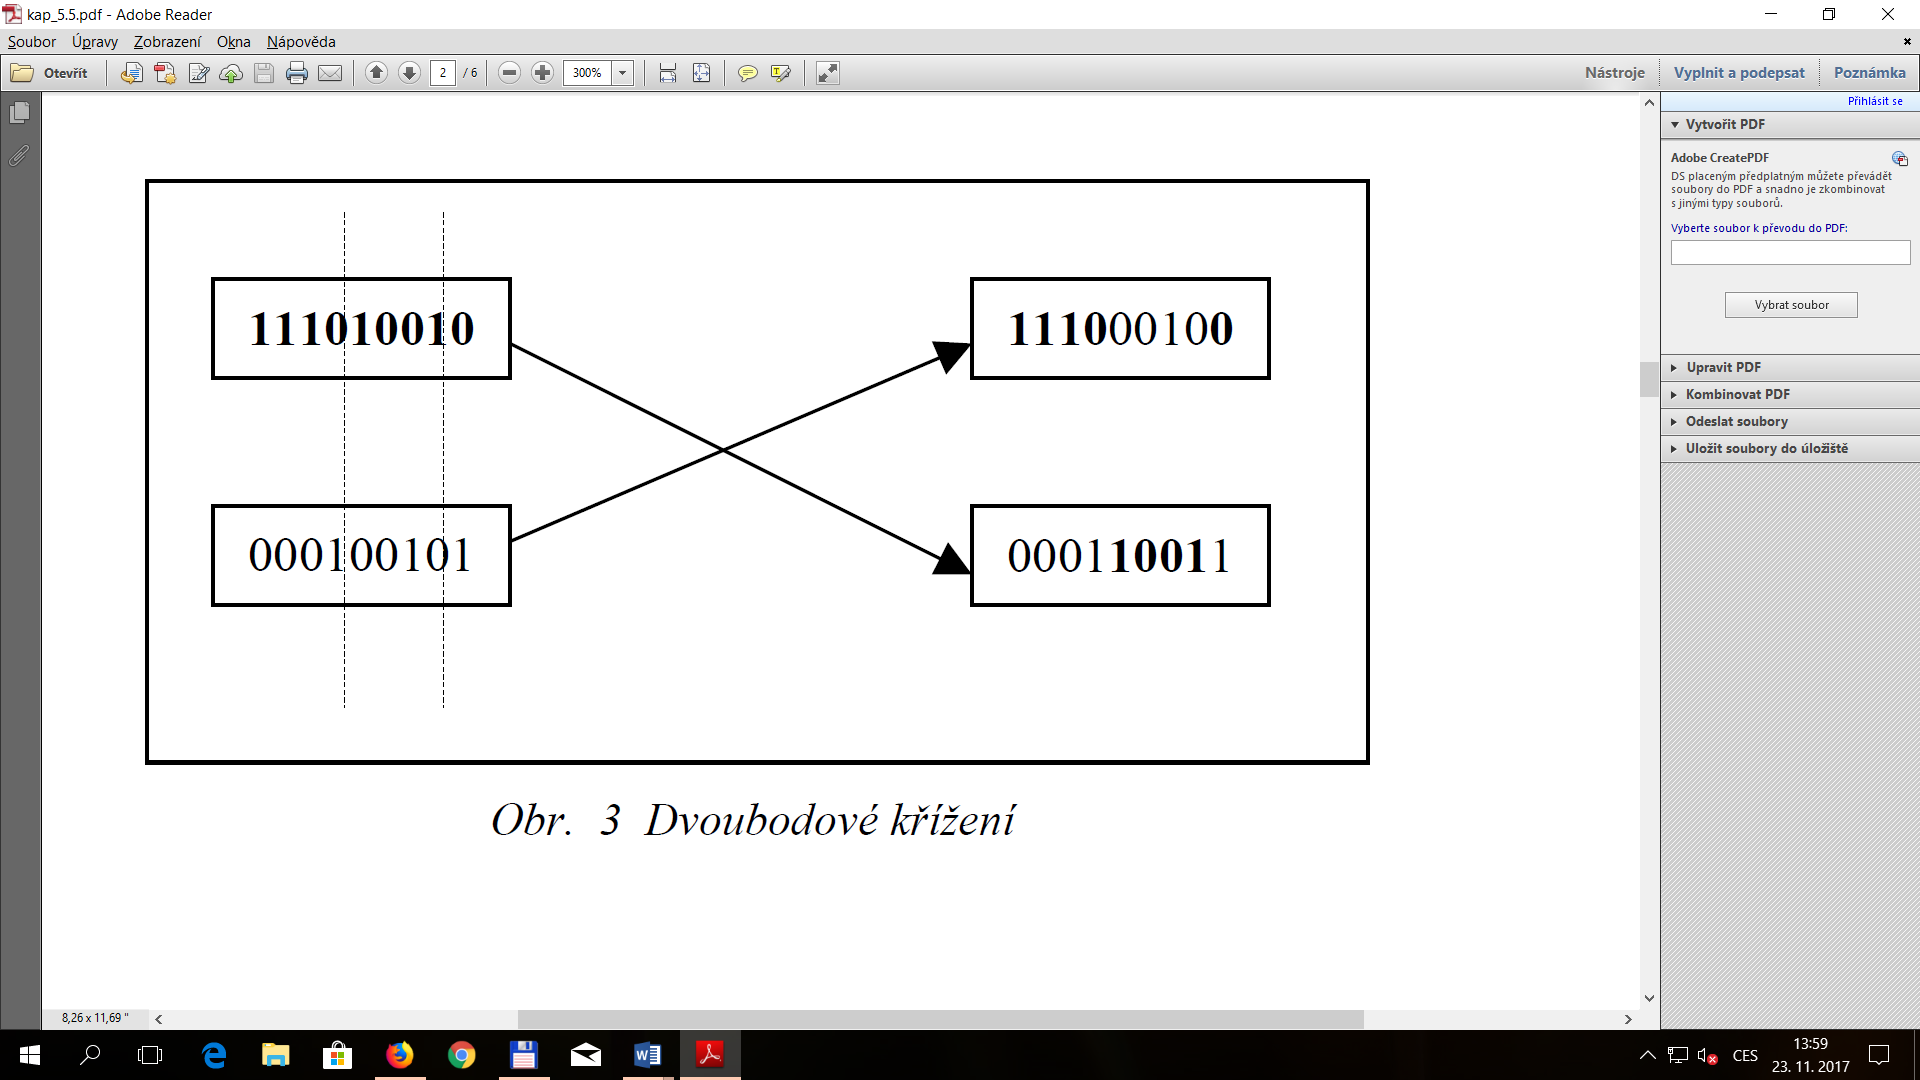 kap_5.5.pdf - Adobe Reader
Soubor Úpravy Zobrazení Okna Nápověda
Otevřít 2 / 6 300% Nástroje Vyplnit a podepsat Poznámka
Přihlásit se
Vytvořit PDF
Adobe CreatePDF
DS placeným předplatným můžete převádět
soubory do PDF a snadno je zkombinovat
s jinými typy souborů.
Vyberte soubor k převodu do PDF:
Vybrat soubor
Upravit PDF
Kombinovat PDF
Odeslat soubory
Uložit soubory do úložiště
111010010 111000100
000100101 000110011
Obr. 3 Dvoubodové křížení
8,26 x 11,69 "
CES
13:59
23. 11. 2017